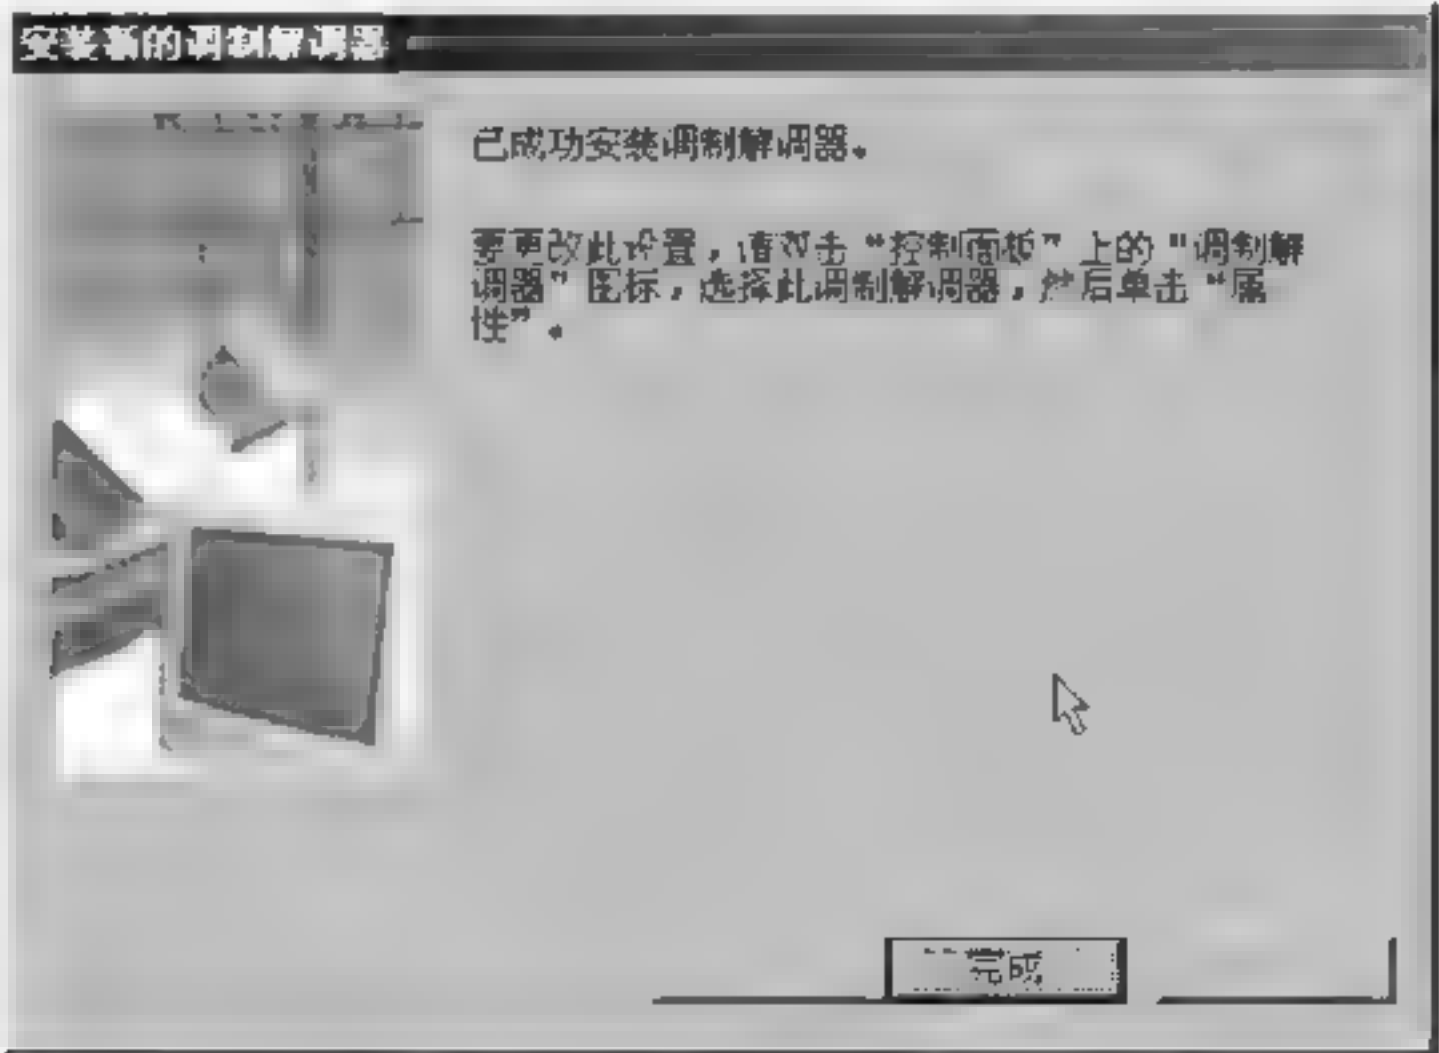 安装新的调制解调器
已成功安装调制解调器。
要更改此设置，请双击“控制面板”上的“调制解
调器”图标，选择此调制解调器，然后单击“属
性”。
完成